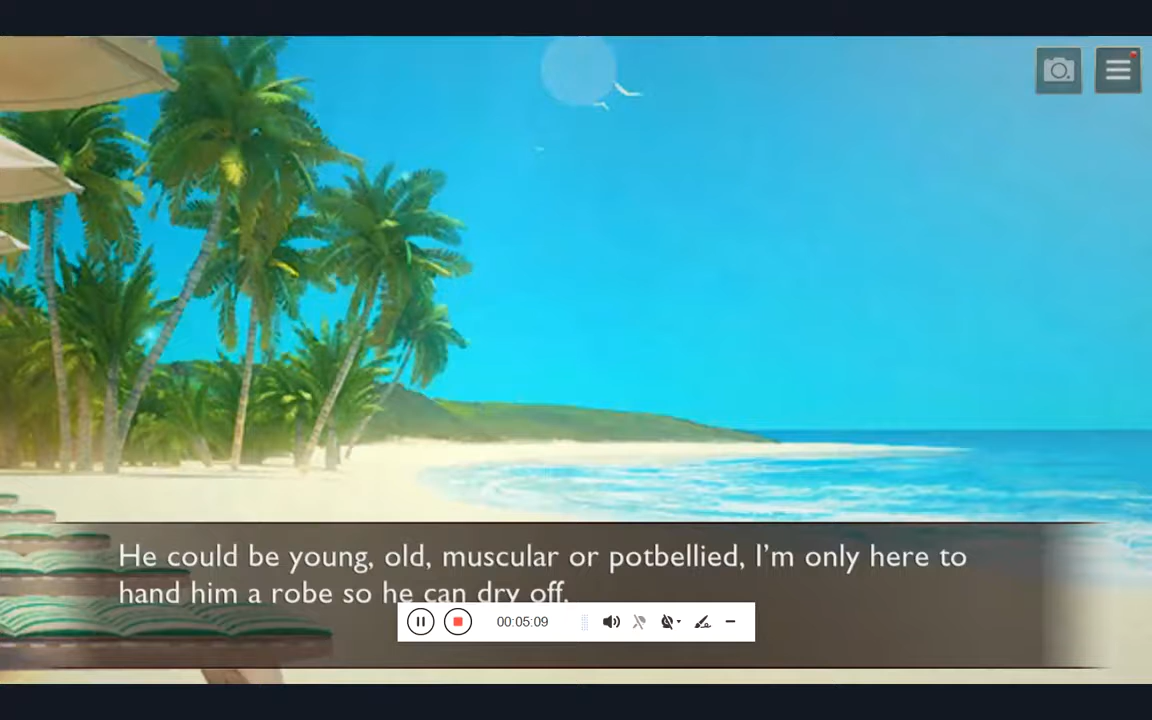 He could be young, old, muscular or potbellied, I'm only here to
hand him a robe so he can dry off.
00:05:09